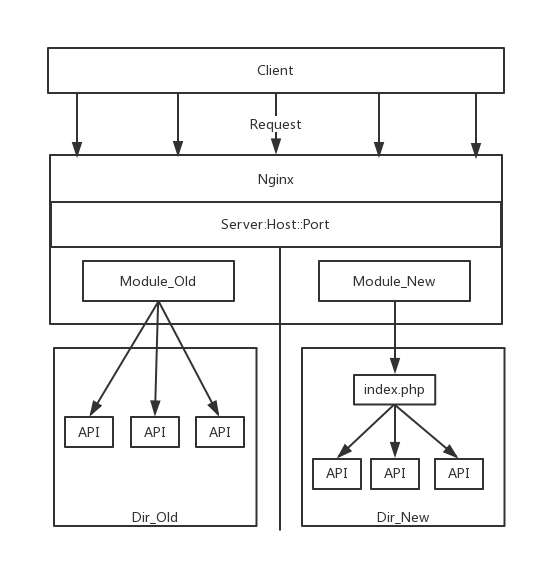 Client
Request
Nginx
Server:Host::Port
Module_Old
Module_New
index.php
API
API
API
API
API
API
Dir_Old
Dir_New